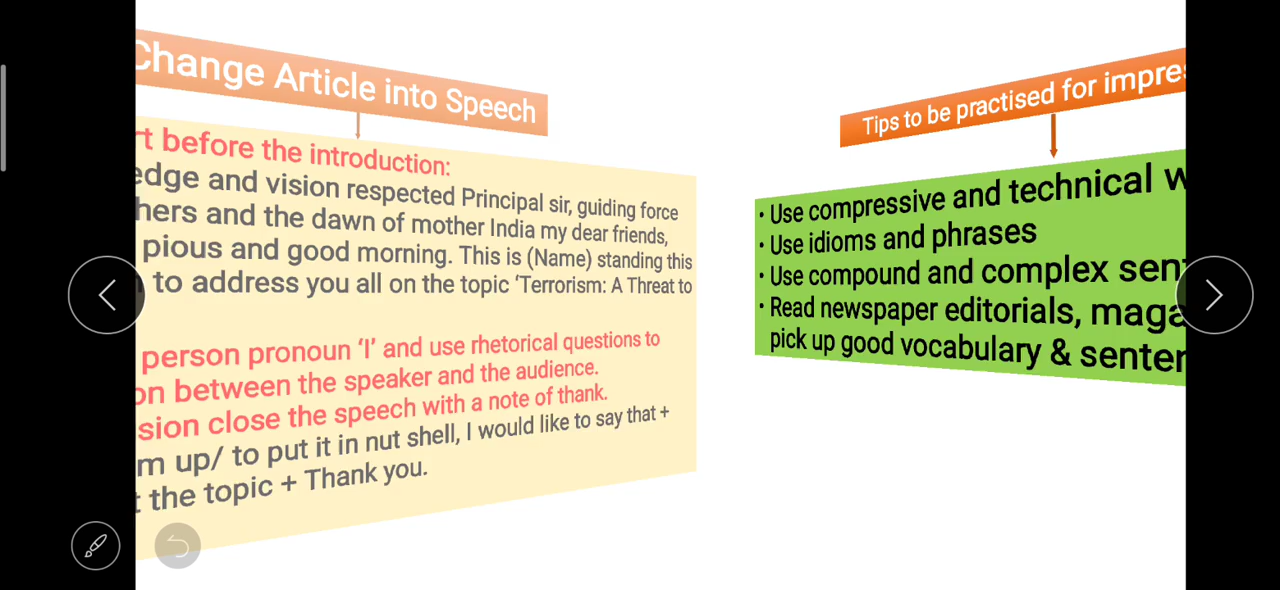 Change Article into Speech
rt before the introduction:
edge and vision respected Principal sir, guiding force
hers and the dawn of mother India my dear friends,
pious and good morning. This is (Name) standing this
to address you all on the topic ‘Terrorism: A Threat to
person pronoun ‘I’ and use rhetorical questions to
on between the speaker and the audience.
sion close the speech with a note of thank.
m up/ to put it in nut shell, I would like to say that +
t the topic + Thank you.
Tips to be practised for impres
• Use compressive and technical w
• Use idioms and phrases
• Use compound and complex sent
• Read newspaper editorials, maga
pick up good vocabulary & senten